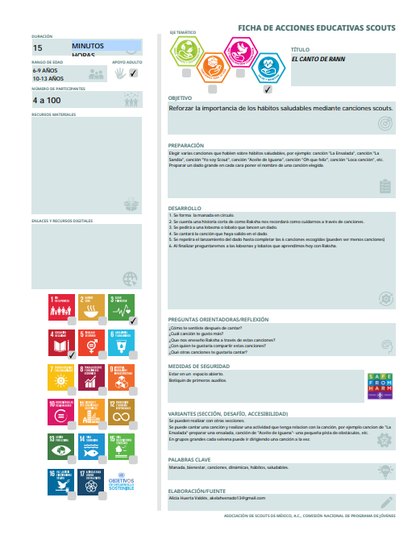 FICHA DE ACCIONES EDUCATIVAS SCOUTS
DURACIÓN
15
MINUTOS
HORAS
RANGO DE EDAD
APOYO ADULTO
6-9 AÑOS
10-13 AÑOS
NÚMERO DE PARTICIPANTES
4 a 100
RECURSOS MATERIALES
ENLACES Y RECURSOS DIGITALES
EJE TEMÁTICO
TÍTULO
EL CANTO DE RANN
OBJETIVO
Reforzar la importancia de los hábitos saludables mediante canciones scouts.
PREPARACIÓN
Elegir varias canciones que hablen sobre hábitos saludables, por ejemplo: canción "La Ensalada", canción "La
Sandía", canción "Yo soy Scout", canción "Aceite de Iguana", canción "Oh que feliz", canción "Loca canción", etc.
Preparar un dado grande en cada cara poner el nombre de una canción elegida.
DESARROLLO
1. Se forma la manada en círculo
2. Se cuenta una historia corta de como Raksha nos recordará como cuidarnos a través de canciones.
3. Se pedirá a una lobezna o lobato que lancen un dado.
4. Se cantará la canción que haya salido en el dado
5. Se repetirá el lanzamiento del dado hasta completar las 6 canciones escogidas (pueden ser menos canciones)
6. Al finalizar preguntaremos a las lobatas y lobatos que aprendimos hoy con Raksha.
PREGUNTAS ORIENTADORAS/REFLEXIÓN
¿Cómo te sentiste después de cantar?
¿Cuál canción te gustó más?
¿Que nos enseñó Raksha a través del canto?
¿Con quien te gustaría compartir estas canciones?
¿Qué otras canciones te gustaría cantar?
MEDIDAS DE SEGURIDAD
Estar en un espacio abierto.
Botiquín de primeros auxilios.
SAFE
FROM
HARM
VARIANTES (SECCIÓN, DESAFÍO, ACCESIBILIDAD)
Se pueden realizar con otras secciones.
Se puede cantar una canción y realizar una actividad que tenga relacion con la canción, por ejemplo cancion de "La
Ensalada" preparar una ensalada, canción de "Aceite de Iguana" - una pequeña pista de obstáculos, etc.
En grupos grandes cada seisena puede ir dirigiendo una canción a la vez.
PALABRAS CLAVE
Manada, bienestar, canciones, dinámicas, hábitos, saludables.
ELABORACIÓN/FUENTE
ASOCIACIÓN DE SCOUTS DE MÉXICO, A.C., COMISIÓN NACIONAL DE PROGRAMA DE JÓVENES
OBJETIVOS